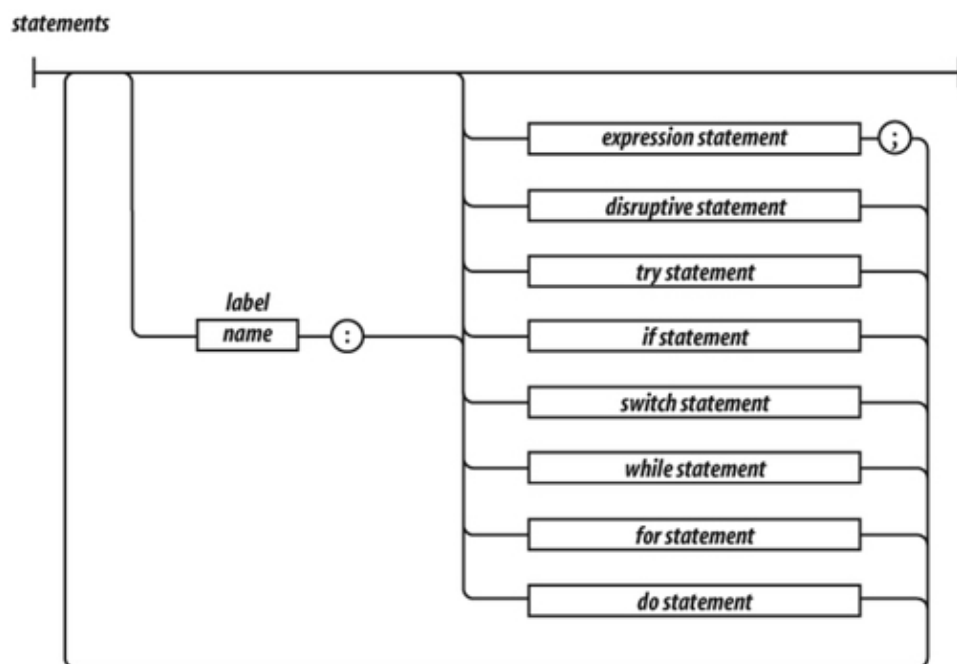 statements
expression statement ;
disruptive statement
try statement
label
name :
if statement
switch statement
while statement
for statement
do statement